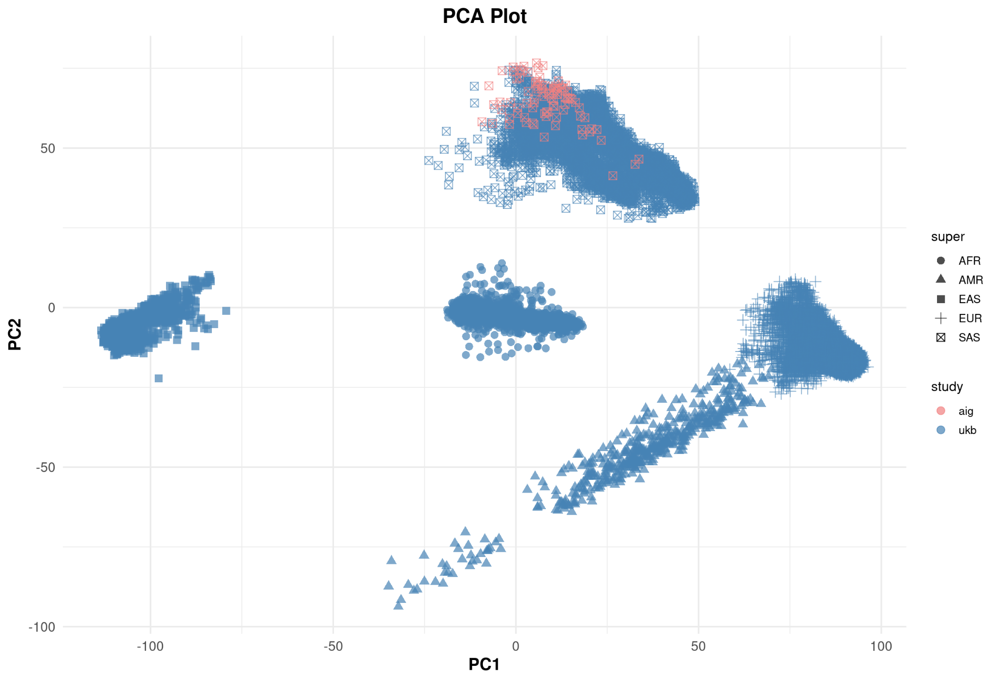 PCA Plot
PC2
50
0
-50
-100
-100
-50
0
50
100
PC1
super
AFR
AMR
EAS
EUR
SAS
study
aig
ukb